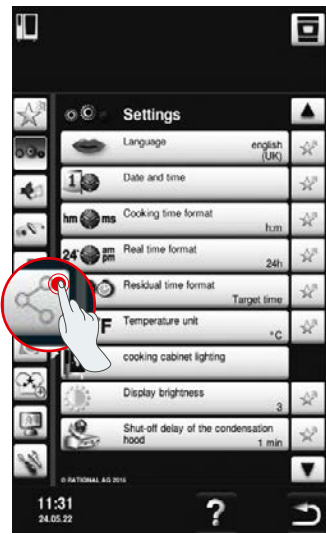 Settings
Language
english
(UK)
1
Date and time
hm ms
Cooking time format
h:m
24 am
pm
Real time format
24h
Residual time format
Target time
F
Temperature unit
°C
cooking cabinet lighting
Display brightness
3
Shut-off delay of the condensation
hood
1 min
© RATIONAL AG 2016
11:31
24.05.22
?